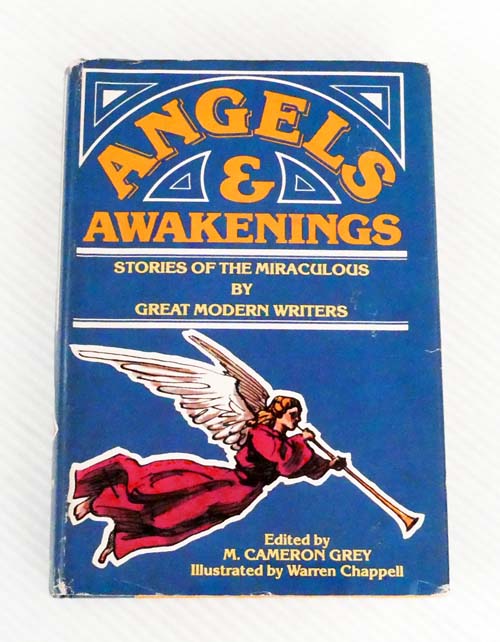 ANGELS
&
AWAKENINGS
STORIES OF THE MIRACULOUS
BY
GREAT MODERN WRITERS
Edited by
M. CAMERON GREY
Illustrated by Warren Chappell